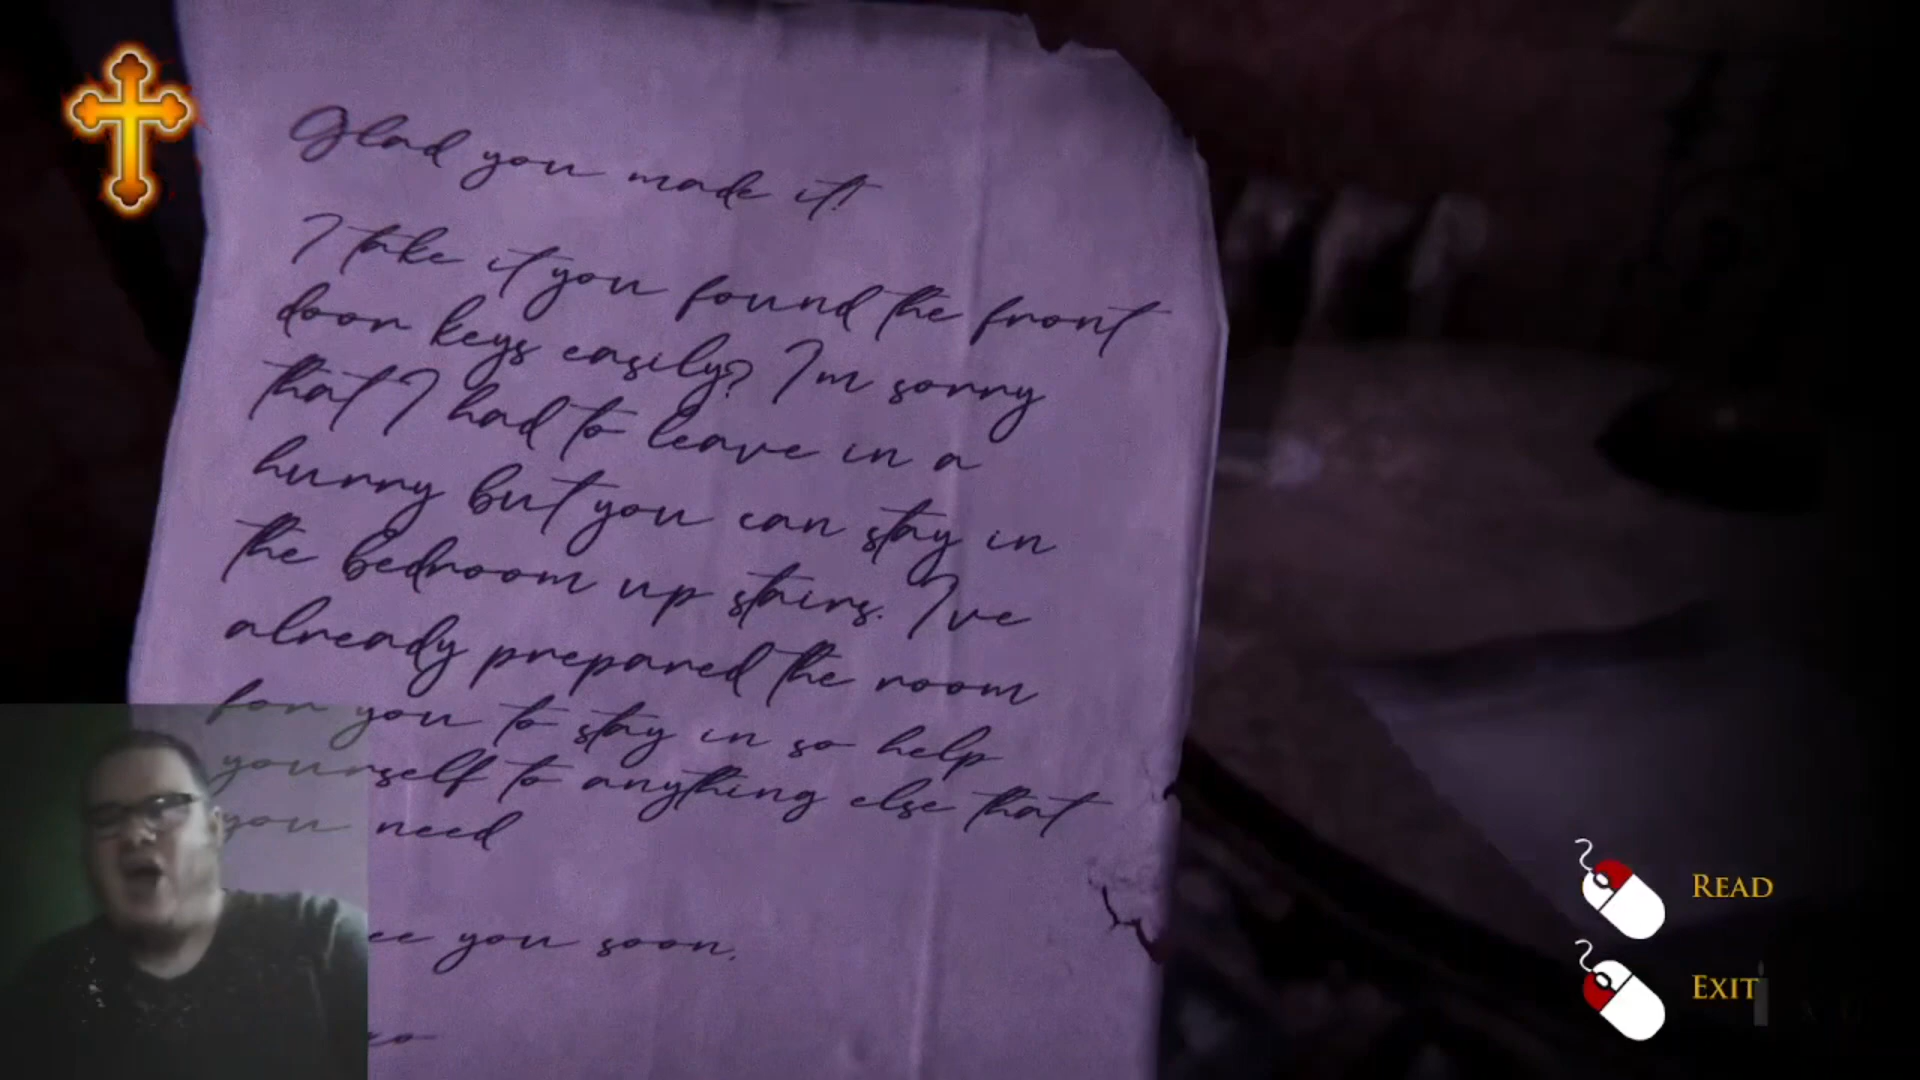 Glad you made it!
I take it you found the front
door keys easily? I'm sorry
that I had to leave in a
hurry but you can stay in
the bedroom up stairs. I've
already prepared the room
for you to stay in so help
yourself to anything else that
you need
you soon,
READ
EXIT